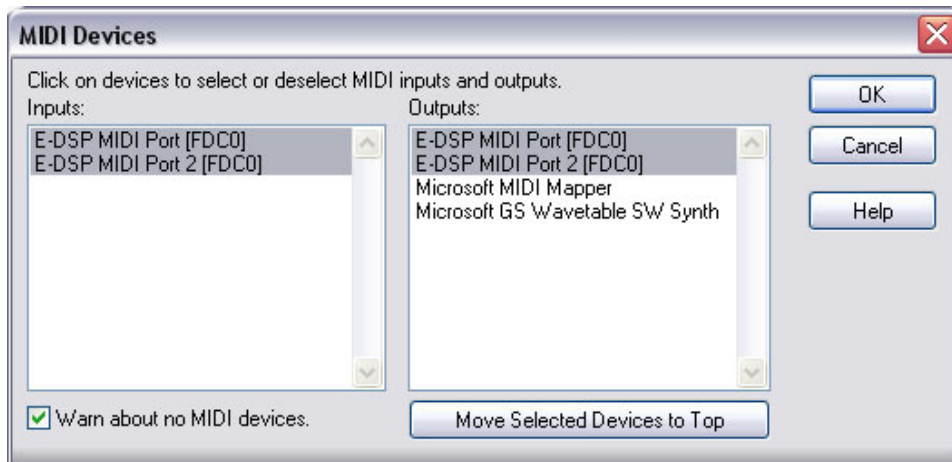 MIDI Devices
Click on devices to select or deselect MIDI inputs and outputs.
Inputs:
Outputs:
E-DSP MIDI Port [FDC0]
E-DSP MIDI Port 2 [FDC0]
E-DSP MIDI Port [FDC0]
E-DSP MIDI Port 2 [FDC0]
Microsoft MIDI Mapper
Microsoft GS Wavetable SW Synth
OK
Cancel
Help
Warn about no MIDI devices.
Move Selected Devices to Top